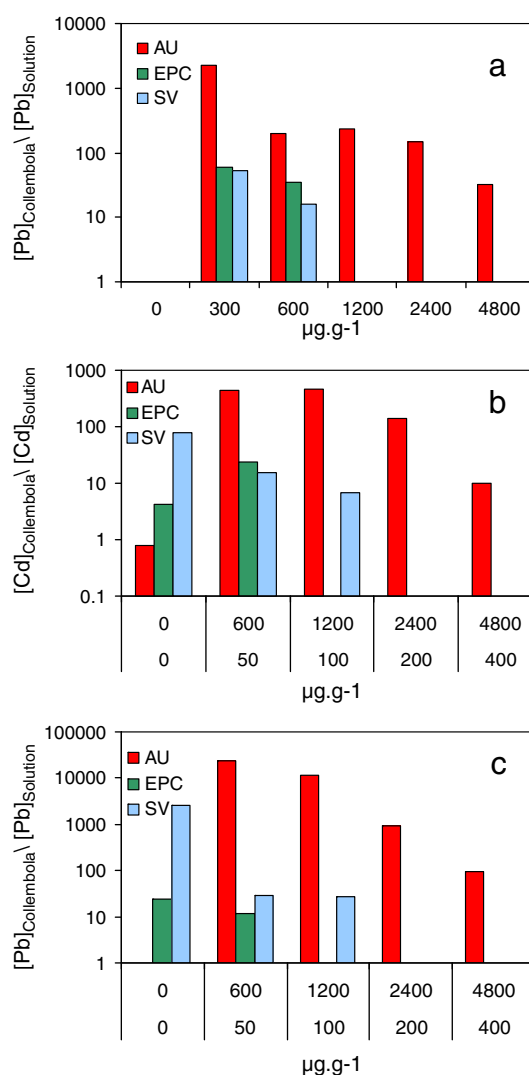 [Pb]Collembola\ [Pb]Solution
10000
1000
100
10
1
AU
EPC
SV
a
0 300 600 1200 2400 4800
µg.g-1
[Cd]Collembola\ [Cd]Solution
1000
100
10
1
0.1
AU
EPC
SV
b
0 600 1200 2400 4800
0 50 100 200 400
µg.g-1
[Pb]Collembola\ [Pb]Solution
100000
10000
1000
100
10
1
AU
EPC
SV
c
0 600 1200 2400 4800
0 50 100 200 400
µg.g-1